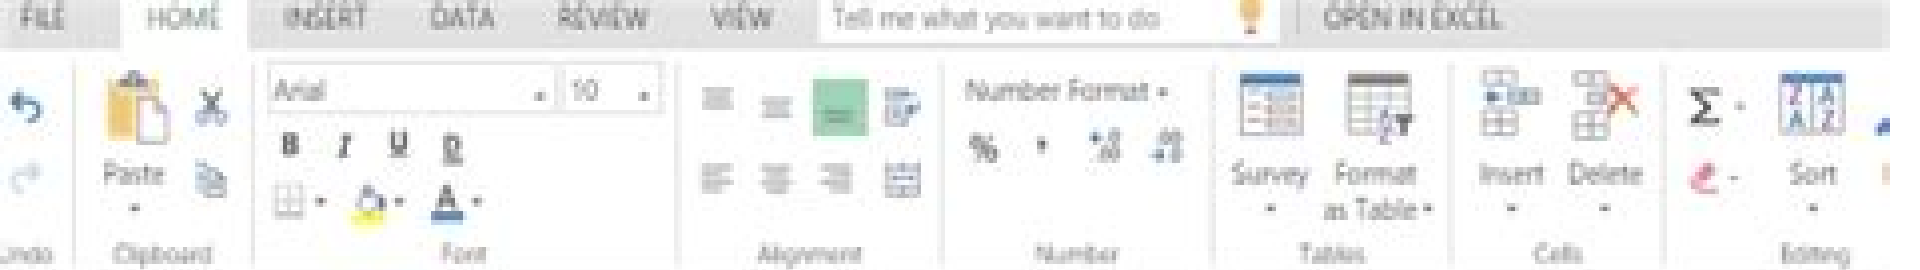 FILE HOME INSERT DATA REVIEW VIEW Tell me what you want to do OPEN IN EXCEL
Arial 10
Number Format
B I U D
%
Paste
Survey Format as Table
Insert Delete
Sort
Undo Clipboard Font Alignment Number Tables Cells Editing